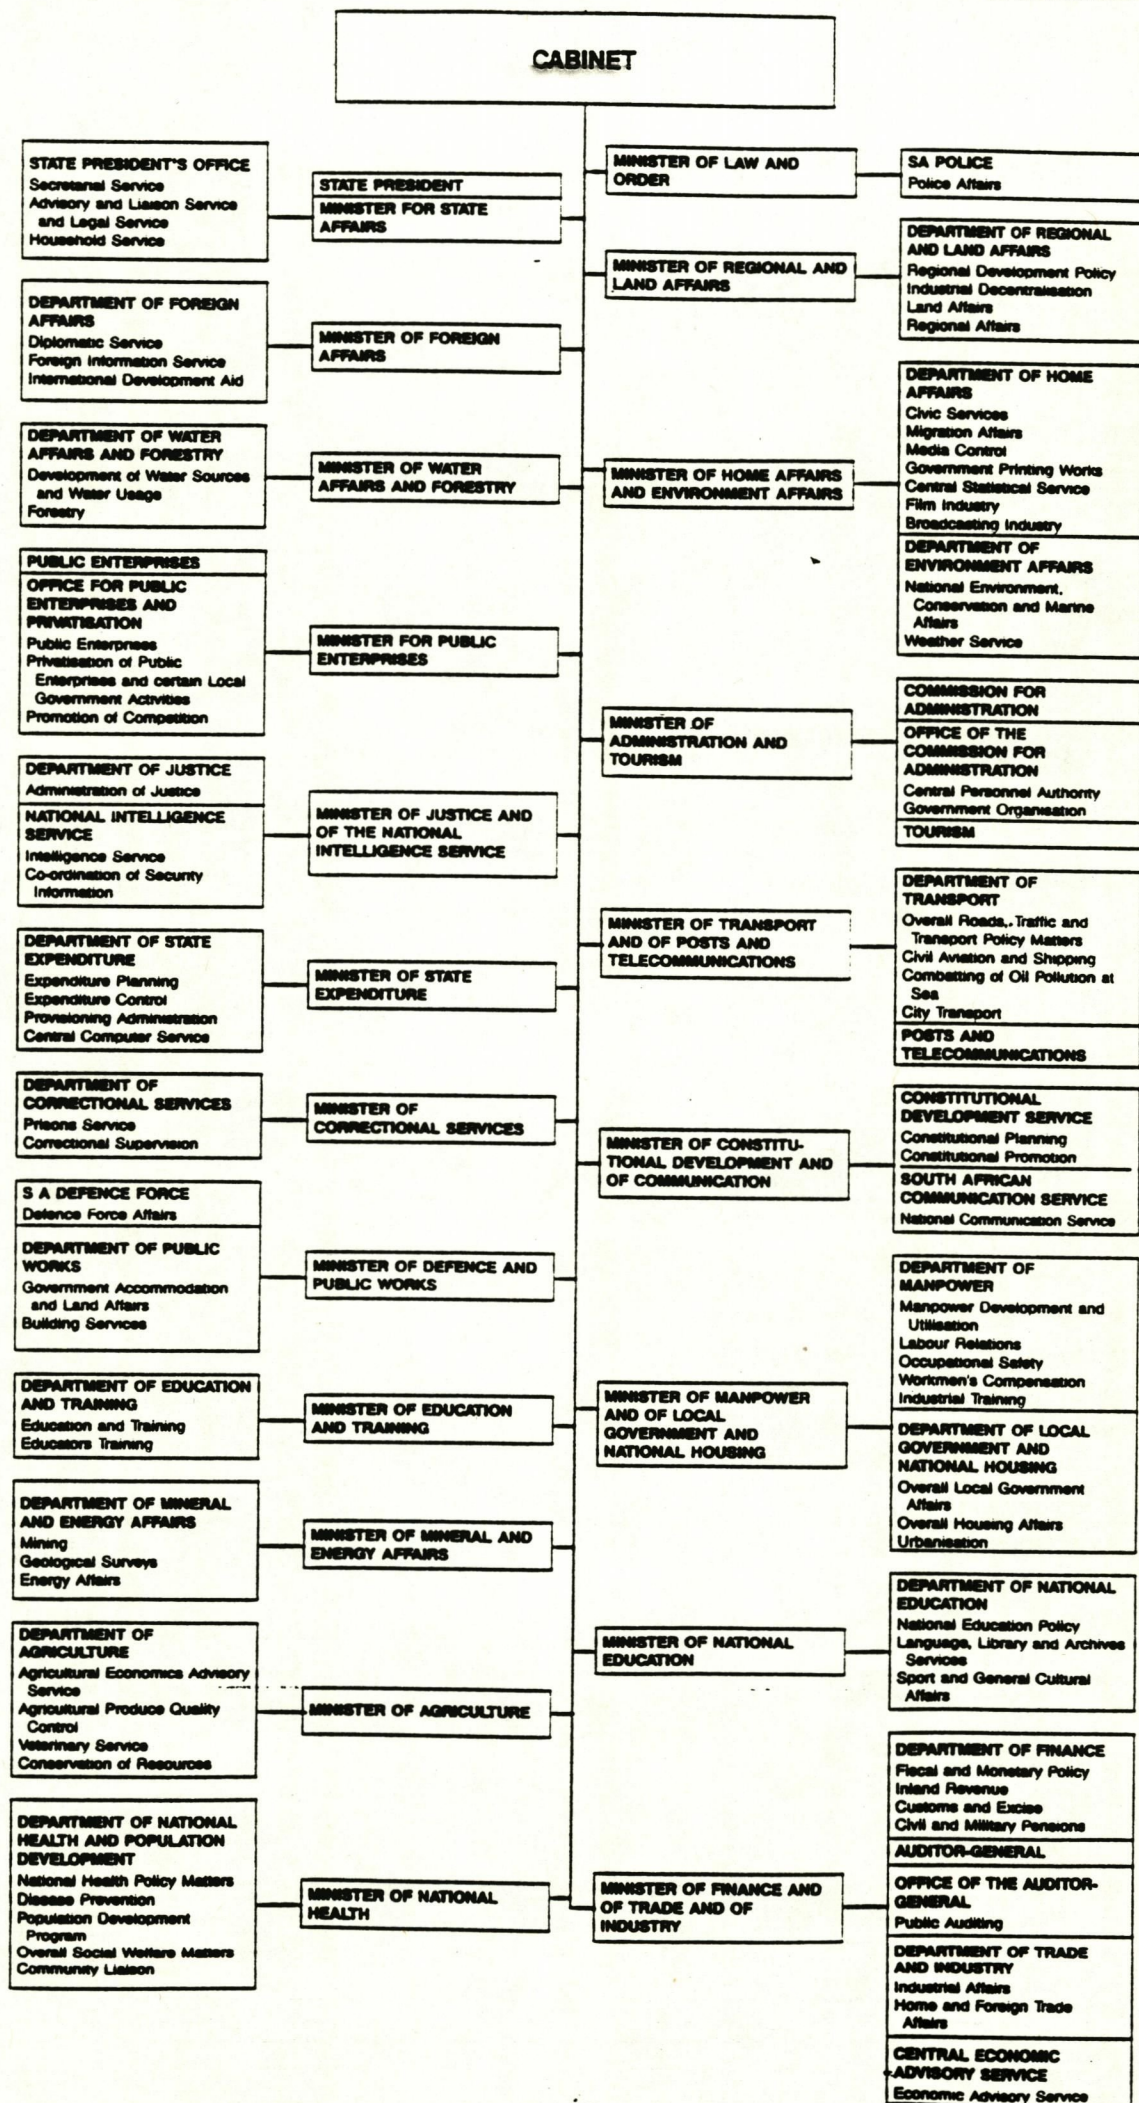 CABINET
STATE PRESIDENT'S OFFICE
Secretarial Service
Advisory and Liaison Service
and Legal Service
Household Service
STATE PRESIDENT
MINISTER FOR STATE
AFFAIRS
DEPARTMENT OF FOREIGN
AFFAIRS
Diplomatic Service
Foreign Information Service
International Development Aid
MINISTER OF FOREIGN
AFFAIRS
DEPARTMENT OF WATER
AFFAIRS AND FORESTRY
Development of Water Sources
and Water Usage
Forestry
MINISTER OF WATER
AFFAIRS AND FORESTRY
PUBLIC ENTERPRISES
OFFICE FOR PUBLIC
ENTERPRISES AND
PRIVATISATION
Public Enterprises
Privatisation of Public
Enterprises and certain Local
Government Activities
Promotion of Competition
MINISTER FOR PUBLIC
ENTERPRISES
DEPARTMENT OF JUSTICE
Administration of Justice
NATIONAL INTELLIGENCE
SERVICE
Intelligence Service
Co-ordination of Security
Information
MINISTER OF JUSTICE AND
OF THE NATIONAL
INTELLIGENCE SERVICE
DEPARTMENT OF STATE
EXPENDITURE
Expenditure Planning
Expenditure Control
Provisioning Administration
Central Computer Service
MINISTER OF STATE
EXPENDITURE
DEPARTMENT OF
CORRECTIONAL SERVICES
Prisons Service
Correctional Supervision
MINISTER OF
CORRECTIONAL SERVICES
S A DEFENCE FORCE
Defence Force Affairs
DEPARTMENT OF PUBLIC
WORKS
Government Accommodation
and Land Affairs
Building Services
MINISTER OF DEFENCE AND
PUBLIC WORKS
DEPARTMENT OF EDUCATION
AND TRAINING
Education and Training
Educators Training
MINISTER OF EDUCATION
AND TRAINING
DEPARTMENT OF MINERAL
AND ENERGY AFFAIRS
Mining
Geological Surveys
Energy Affairs
MINISTER OF MINERAL AND
ENERGY AFFAIRS
DEPARTMENT OF
AGRICULTURE
Agricultural Economics Advisory
Service
Agricultural Produce Quality
Control
Veterinary Service
Conservation of Resources
MINISTER OF AGRICULTURE
DEPARTMENT OF NATIONAL
HEALTH AND POPULATION
DEVELOPMENT
National Health Policy Matters
Disease Prevention
Population Development
Program
Overall Social Welfare Matters
Community Liaison
MINISTER OF NATIONAL
HEALTH
MINISTER OF LAW AND
ORDER
SA POLICE
Police Affairs
MINISTER OF REGIONAL AND
LAND AFFAIRS
DEPARTMENT OF REGIONAL
AND LAND AFFAIRS
Regional Development Policy
Industrial Decentralisation
Land Affairs
Regional Affairs
MINISTER OF HOME AFFAIRS
AND ENVIRONMENT AFFAIRS
DEPARTMENT OF HOME
AFFAIRS
Civic Services
Migration Affairs
Media Control
Government Printing Works
Central Statistical Service
Film Industry
Broadcasting Industry
DEPARTMENT OF
ENVIRONMENT AFFAIRS
National Environment,
Conservation and Marine
Affairs
Weather Service
MINISTER OF
ADMINISTRATION AND
TOURISM
COMMISSION FOR
ADMINISTRATION
OFFICE OF THE
COMMISSION FOR
ADMINISTRATION
Central Personnel Authority
Government Organisation
TOURISM
MINISTER OF TRANSPORT
AND OF POSTS AND
TELECOMMUNICATIONS
DEPARTMENT OF
TRANSPORT
Overall Roads, Traffic and
Transport Policy Matters
Civil Aviation and Shipping
Combatting of Oil Pollution at
Sea
City Transport
POSTS AND
TELECOMMUNICATIONS
MINISTER OF CONSTITU-
TIONAL DEVELOPMENT AND
OF COMMUNICATION
CONSTITUTIONAL
DEVELOPMENT SERVICE
Constitutional Planning
Constitutional Promotion
SOUTH AFRICAN
COMMUNICATION SERVICE
National Communication Service
MINISTER OF MANPOWER
AND OF LOCAL
GOVERNMENT AND
NATIONAL HOUSING
DEPARTMENT OF
MANPOWER
Manpower Development and
Utilisation
Labour Relations
Occupational Safety
Workmen's Compensation
Industrial Training
DEPARTMENT OF LOCAL
GOVERNMENT AND
NATIONAL HOUSING
Overall Local Government
Affairs
Overall Housing Affairs
Urbanisation
MINISTER OF NATIONAL
EDUCATION
DEPARTMENT OF NATIONAL
EDUCATION
National Education Policy
Language, Library and Archives
Services
Sport and General Cultural
Affairs
MINISTER OF FINANCE AND
OF TRADE AND OF
INDUSTRY
DEPARTMENT OF FINANCE
Fiscal and Monetary Policy
Inland Revenue
Customs and Excise
Civil and Military Pensions
AUDITOR-GENERAL
OFFICE OF THE AUDITOR-
GENERAL
Public Auditing
DEPARTMENT OF TRADE
AND INDUSTRY
Industrial Affairs
Home and Foreign Trade
Affairs
CENTRAL ECONOMIC
ADVISORY SERVICE
Economic Advisory Service